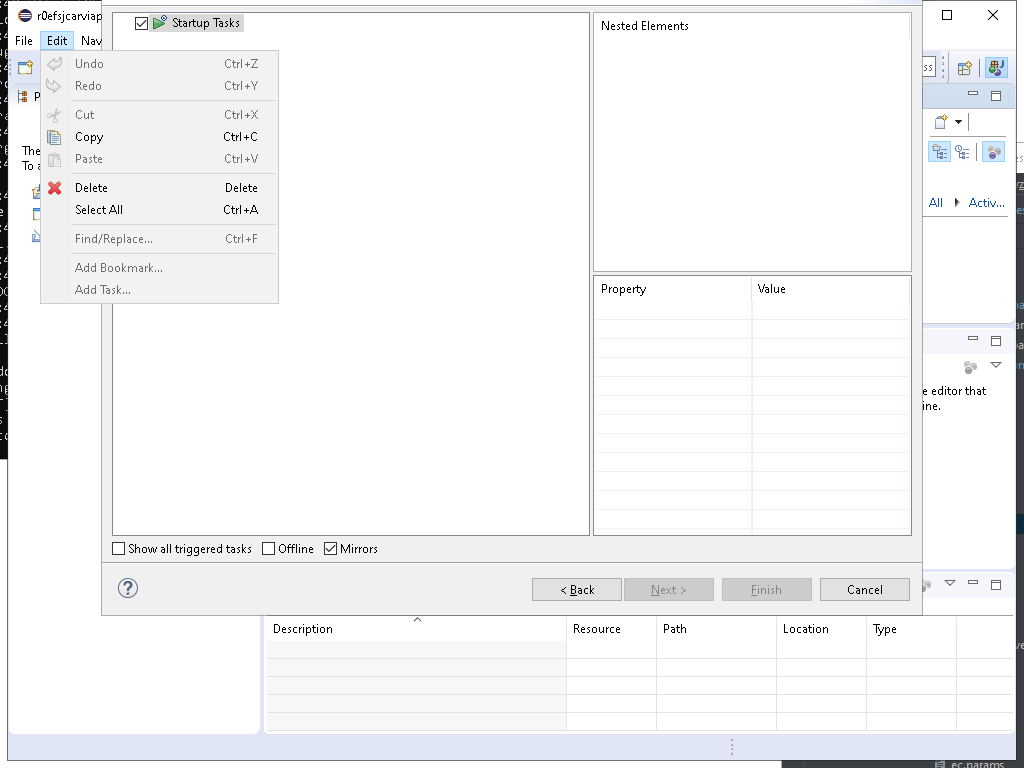 r0efsjcarviap
File Edit Nav
Startup Tasks
Nested Elements
Undo Ctrl+Z
Redo Ctrl+Y
Cut Ctrl+X
Copy Ctrl+C
Paste Ctrl+V
Delete Delete
Select All Ctrl+A
Find/Replace... Ctrl+F
Add Bookmark...
Add Task...
The
To a
All Activ...
Property Value
e editor that
ine.
Show all triggered tasks Offline Mirrors
< Back Next > Finish Cancel
Description Resource Path Location Type
ec.params